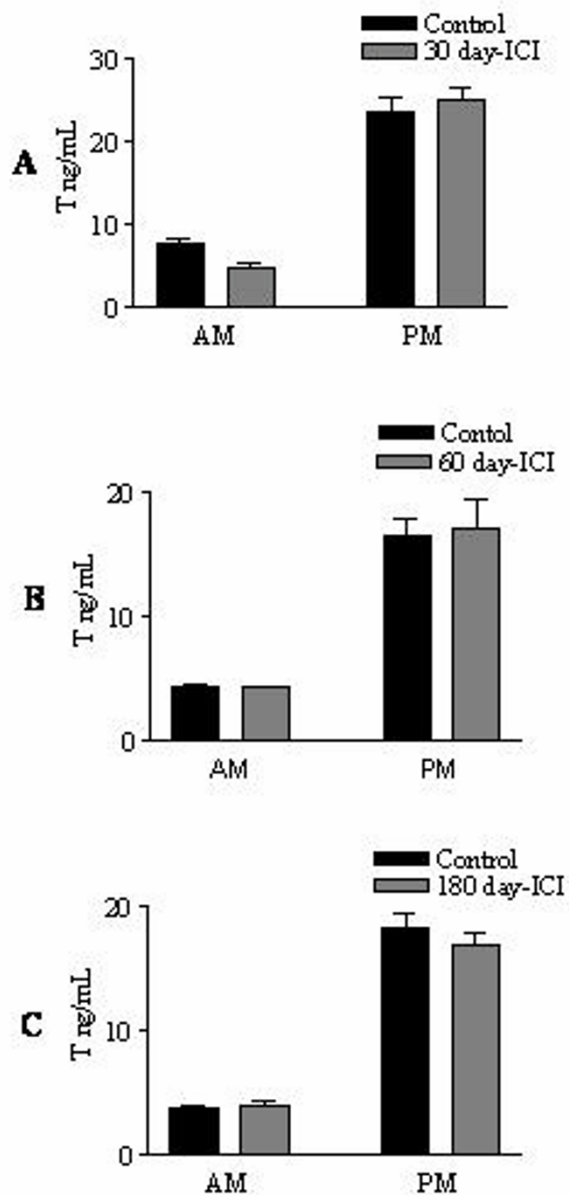 Control
30 day-ICI
30
A
T ng/mL
20
10
0
AM PM
Contol
60 day-ICI
20
B
T ng/mL
10
0
AM PM
Control
180 day-ICI
20
C
T ng/mL
10
0
AM PM